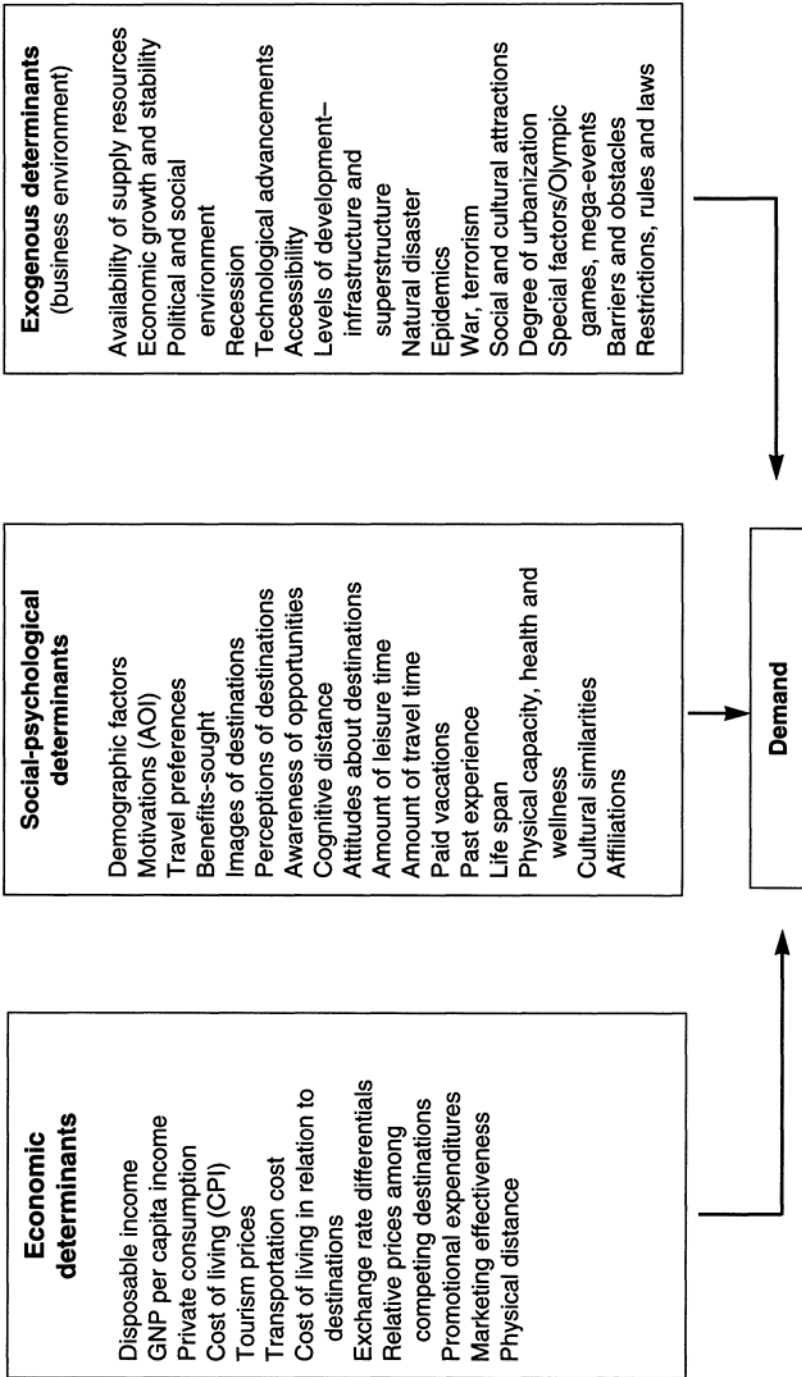 Economic
determinants
Disposable income
GNP per capita income
Private consumption
Cost of living (CPI)
Tourism prices
Transportation cost
Cost of living in relation to
destinations
Exchange rate differentials
Relative prices among
competing destinations
Promotional expenditures
Marketing effectiveness
Physical distance
Social-psychological
determinants
Demographic factors
Motivations (AOI)
Travel preferences
Benefits-sought
Images of destinations
Perceptions of destinations
Awareness of opportunities
Cognitive distance
Attitudes about destinations
Amount of leisure time
Amount of travel time
Paid vacations
Past experience
Life span
Physical capacity, health and
wellness
Cultural similarities
Affiliations
Exogenous determinants
(business environment)
Availability of supply resources
Economic growth and stability
Political and social
environment
Recession
Technological advancements
Accessibility
Levels of development–
infrastructure and
superstructure
Natural disaster
Epidemics
War, terrorism
Social and cultural attractions
Degree of urbanization
Special factors/Olympic
games, mega-events
Barriers and obstacles
Restrictions, rules and laws
Demand